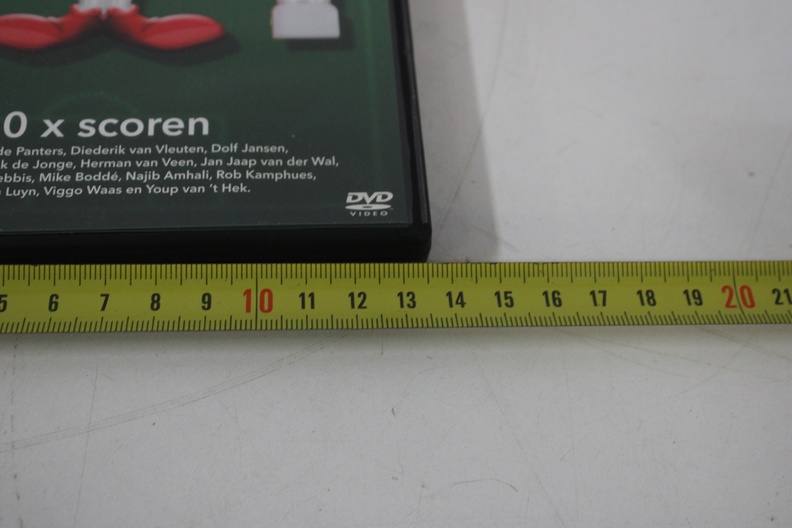 0 x scoren
de Panters, Diederik van Vleuten, Dolf Jansen,
k de Jonge, Herman van Veen, Jan Jaap van der Wal,
ebbis, Mike Boddé, Najib Amhali, Rob Kamphues,
Luyn, Viggo Waas en Youp van 't Hek.
DVD
VIDEO
5 6 7 8 9 10 11 12 13 14 15 16 17 18 19 20 21